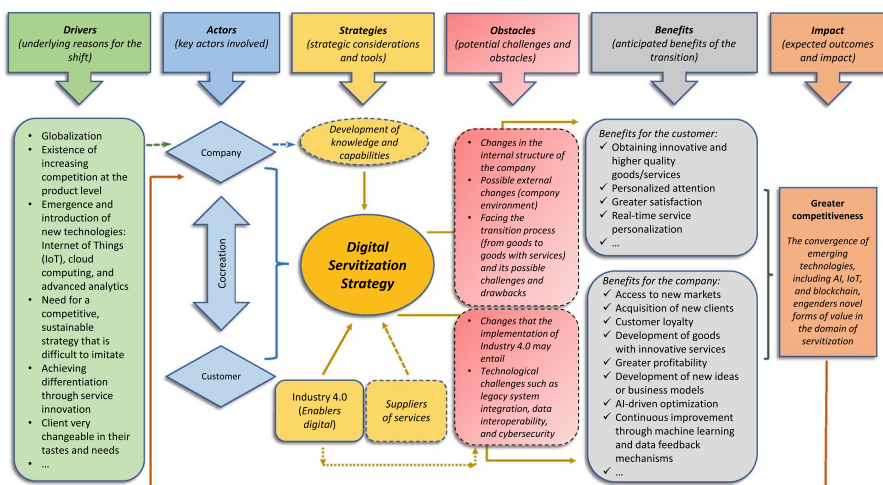 Drivers
(underlying reasons for the
shift)
Actors
(key actors involved)
Strategies
(strategic considerations
and tools)
Obstacles
(potential challenges and
obstacles)
Benefits
(anticipated benefits of the
transition)
Impact
(expected outcomes
and impact)
• Globalization
• Existence of
increasing
competition at the
product level
• Emergence and
introduction of
new technologies:
Internet of Things
(IoT), cloud
computing, and
advanced analytics
• Need for a
competitive,
sustainable
strategy that is
difficult to imitate
• Achieving
differentiation
through service
innovation
• Client very
changeable in their
tastes and needs
• ...
Company
Cocreation
Customer
Development of
knowledge and
capabilities
Digital
Servitization
Strategy
Industry 4.0
(Enablers
digital)
Suppliers
of services
• Changes in the
internal structure of
the company
• Possible external
changes (company
environment)
• Facing the
transition process
(from goods to
goods with services)
and its possible
challenges and
drawbacks
• Changes that the
implementation of
Industry 4.0 may
entail
• Technological
challenges such as
legacy system
integration, data
interoperability,
and cybersecurity
Benefits for the customer:
✓ Obtaining innovative and
higher quality
goods/services
✓ Personalized attention
✓ Greater satisfaction
✓ Real-time service
personalization
✓ ...
Benefits for the company:
✓ Access to new markets
✓ Acquisition of new clients
✓ Customer loyalty
✓ Development of goods
with innovative services
✓ Greater profitability
✓ Development of new ideas
or business models
✓ AI-driven optimization
✓ Continuous improvement
through machine learning
and data feedback
mechanisms
✓ ...
Greater
competitiveness
The convergence of
emerging
technologies,
including AI, IoT,
and blockchain,
engenders novel
forms of value in
the domain of
servitization